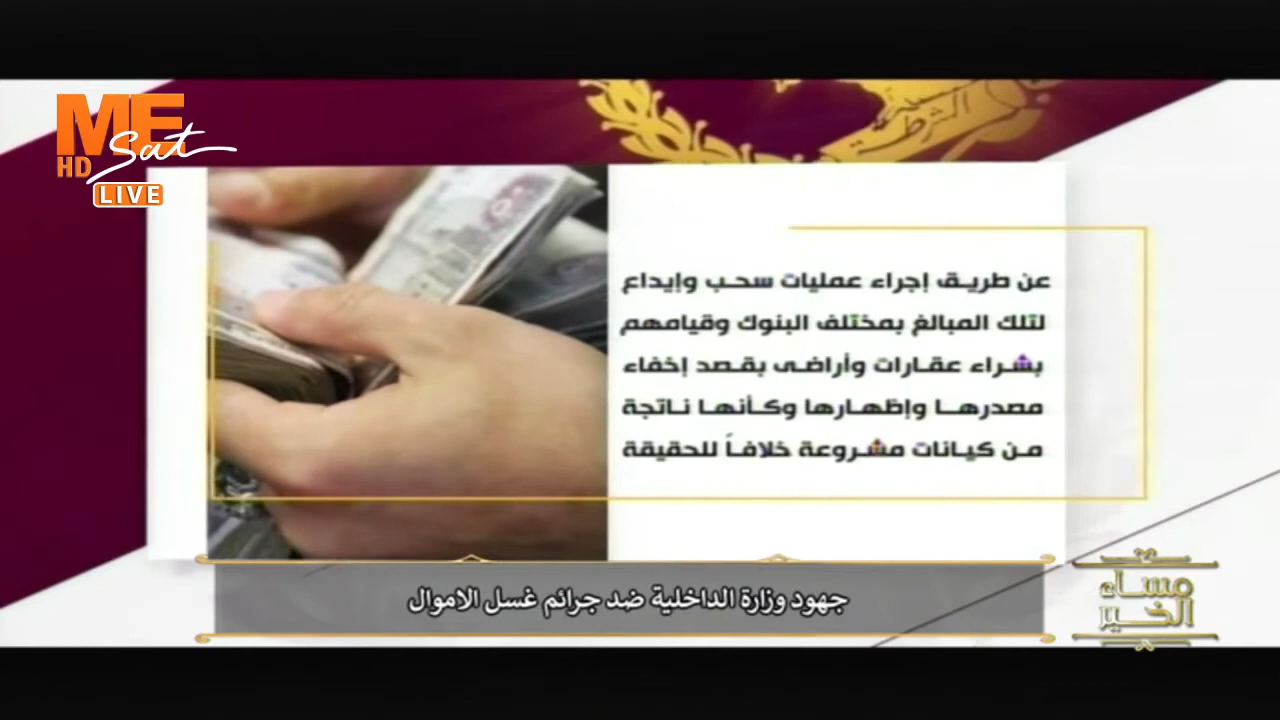 ME
Sat
HD
LIVE
الشرطة
عن طريق إجراء عمليات سحب وإيداع
لتلك المبالغ بمختلف البنوك وقيامهم
بشراء عقارات وأراضى بقصد إخفاء
مصدرها وإظهارها وكأنها ناتجة
من كيانات مشروعة خلافاً للحقيقة
جهود وزارة الداخلية ضد جرائم غسل الاموال
مساء
الخير